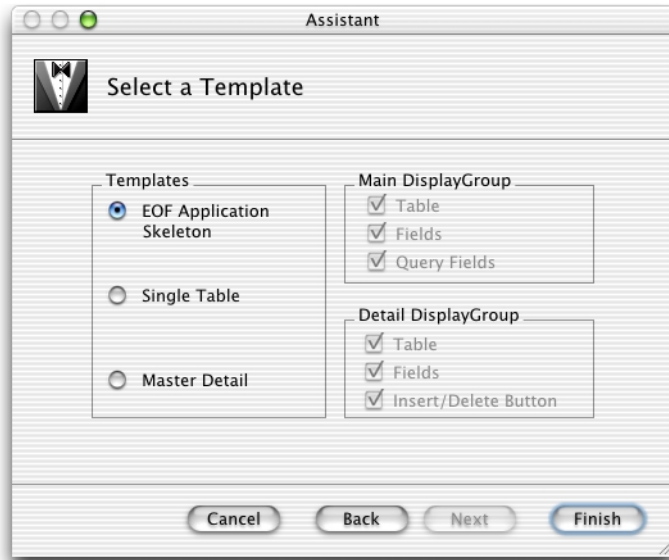 Assistant
Select a Template
Templates
EOF Application
Skeleton
Single Table
Master Detail
Main DisplayGroup
Table
Fields
Query Fields
Detail DisplayGroup
Table
Fields
Insert/Delete Button
Cancel
Back
Next
Finish